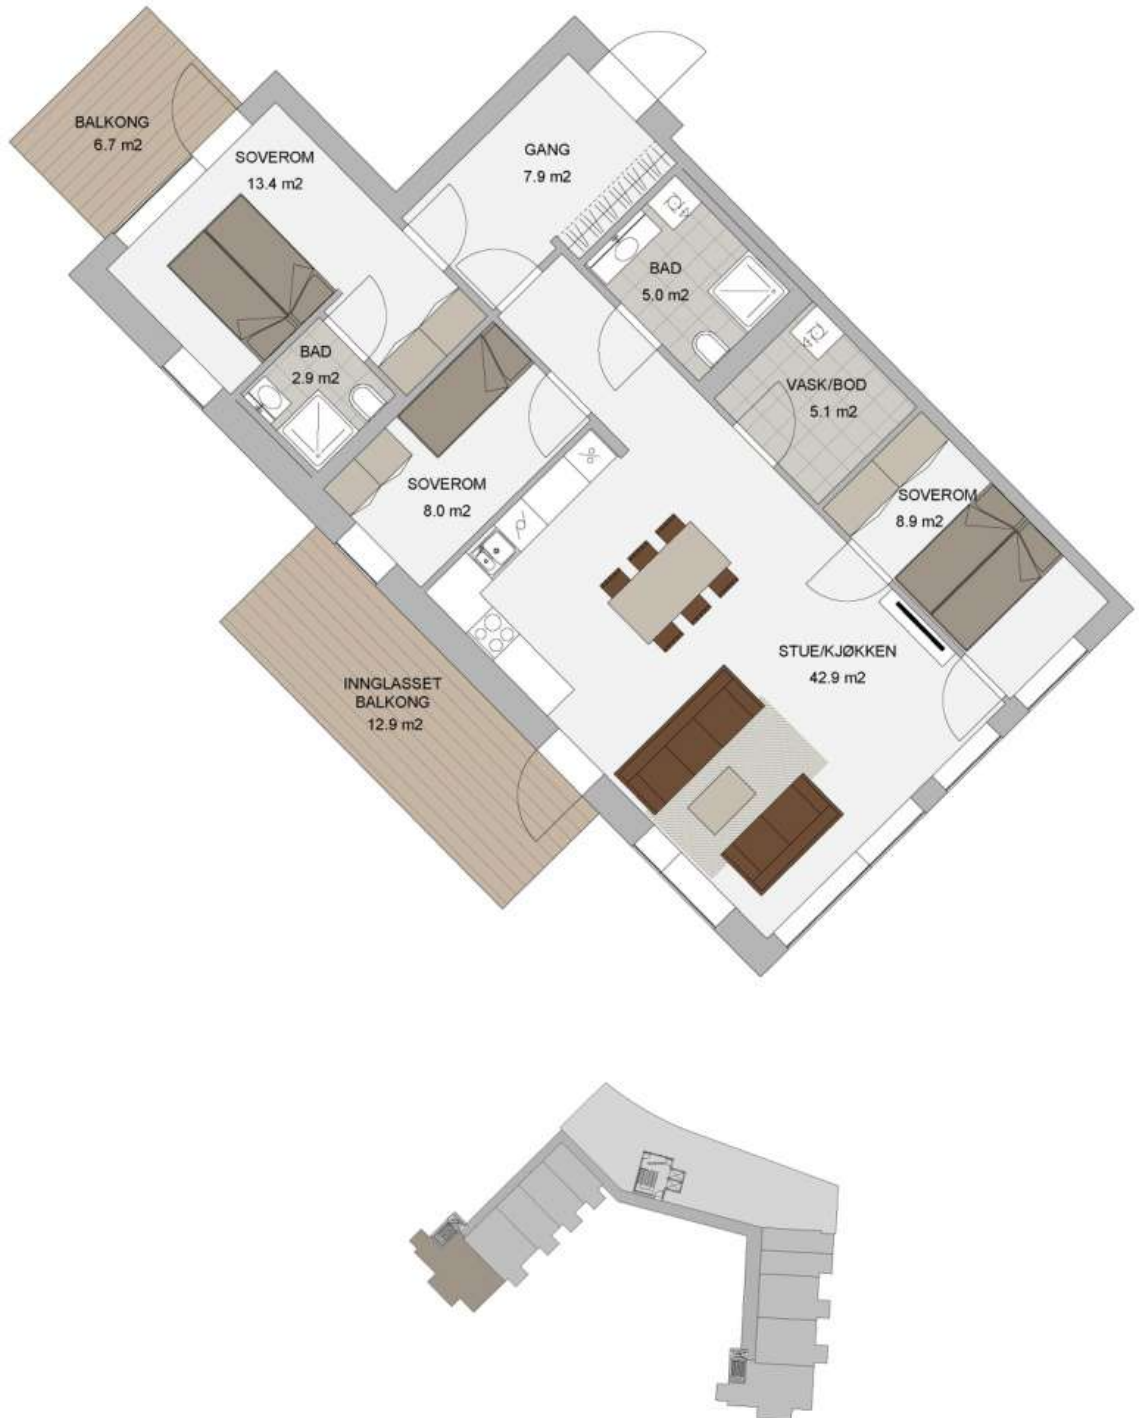 BALKONG
6.7 m2
SOVEROM
13.4 m2
GANG
7.9 m2
BAD
5.0 m2
BAD
2.9 m2
VASK/BOD
5.1 m2
SOVEROM
8.0 m2
SOVEROM
8.9 m2
STUE/KJØKKEN
42.9 m2
INNGLASSET
BALKONG
12.9 m2